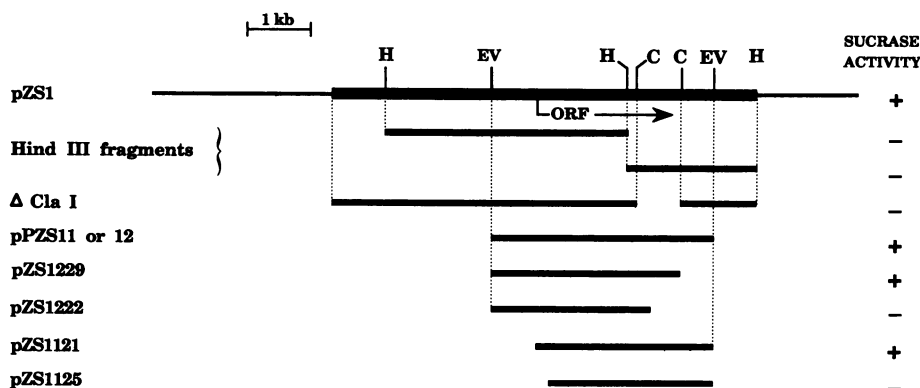 1 kb
SUCRASE
ACTIVITY
H EV H C C EV H
pZS1 +
ORF
Hind III fragments } −
−
Δ Cla I −
pPZS11 or 12 +
pZS1229 +
pZS1222 −
pZS1121 +
pZS1125 −